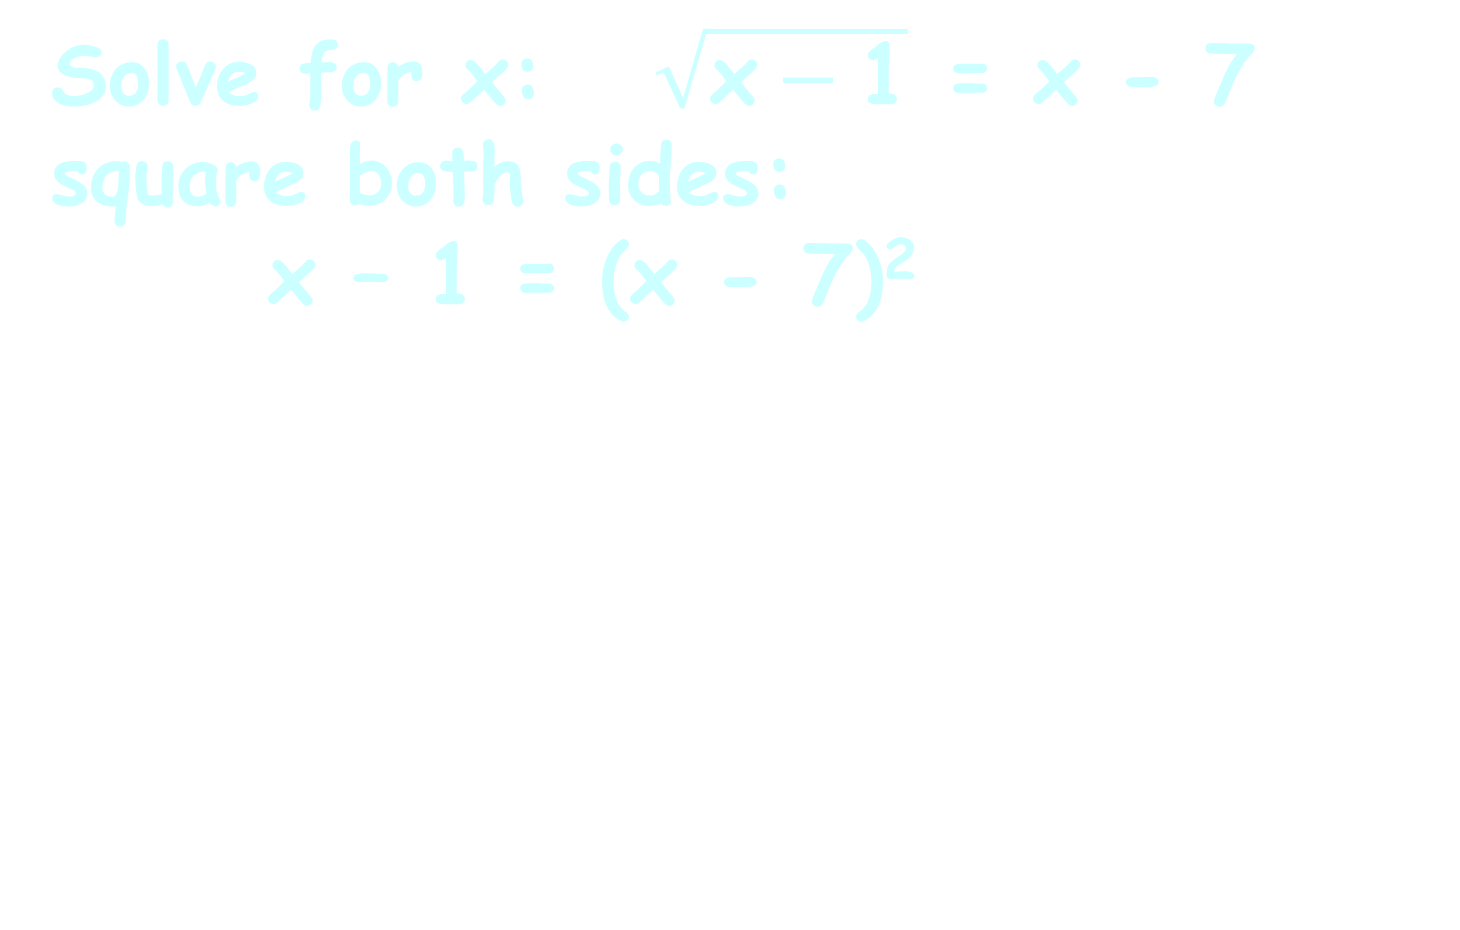 Solve for x: √x − 1 = x - 7
square both sides:
x – 1 = (x - 7)²